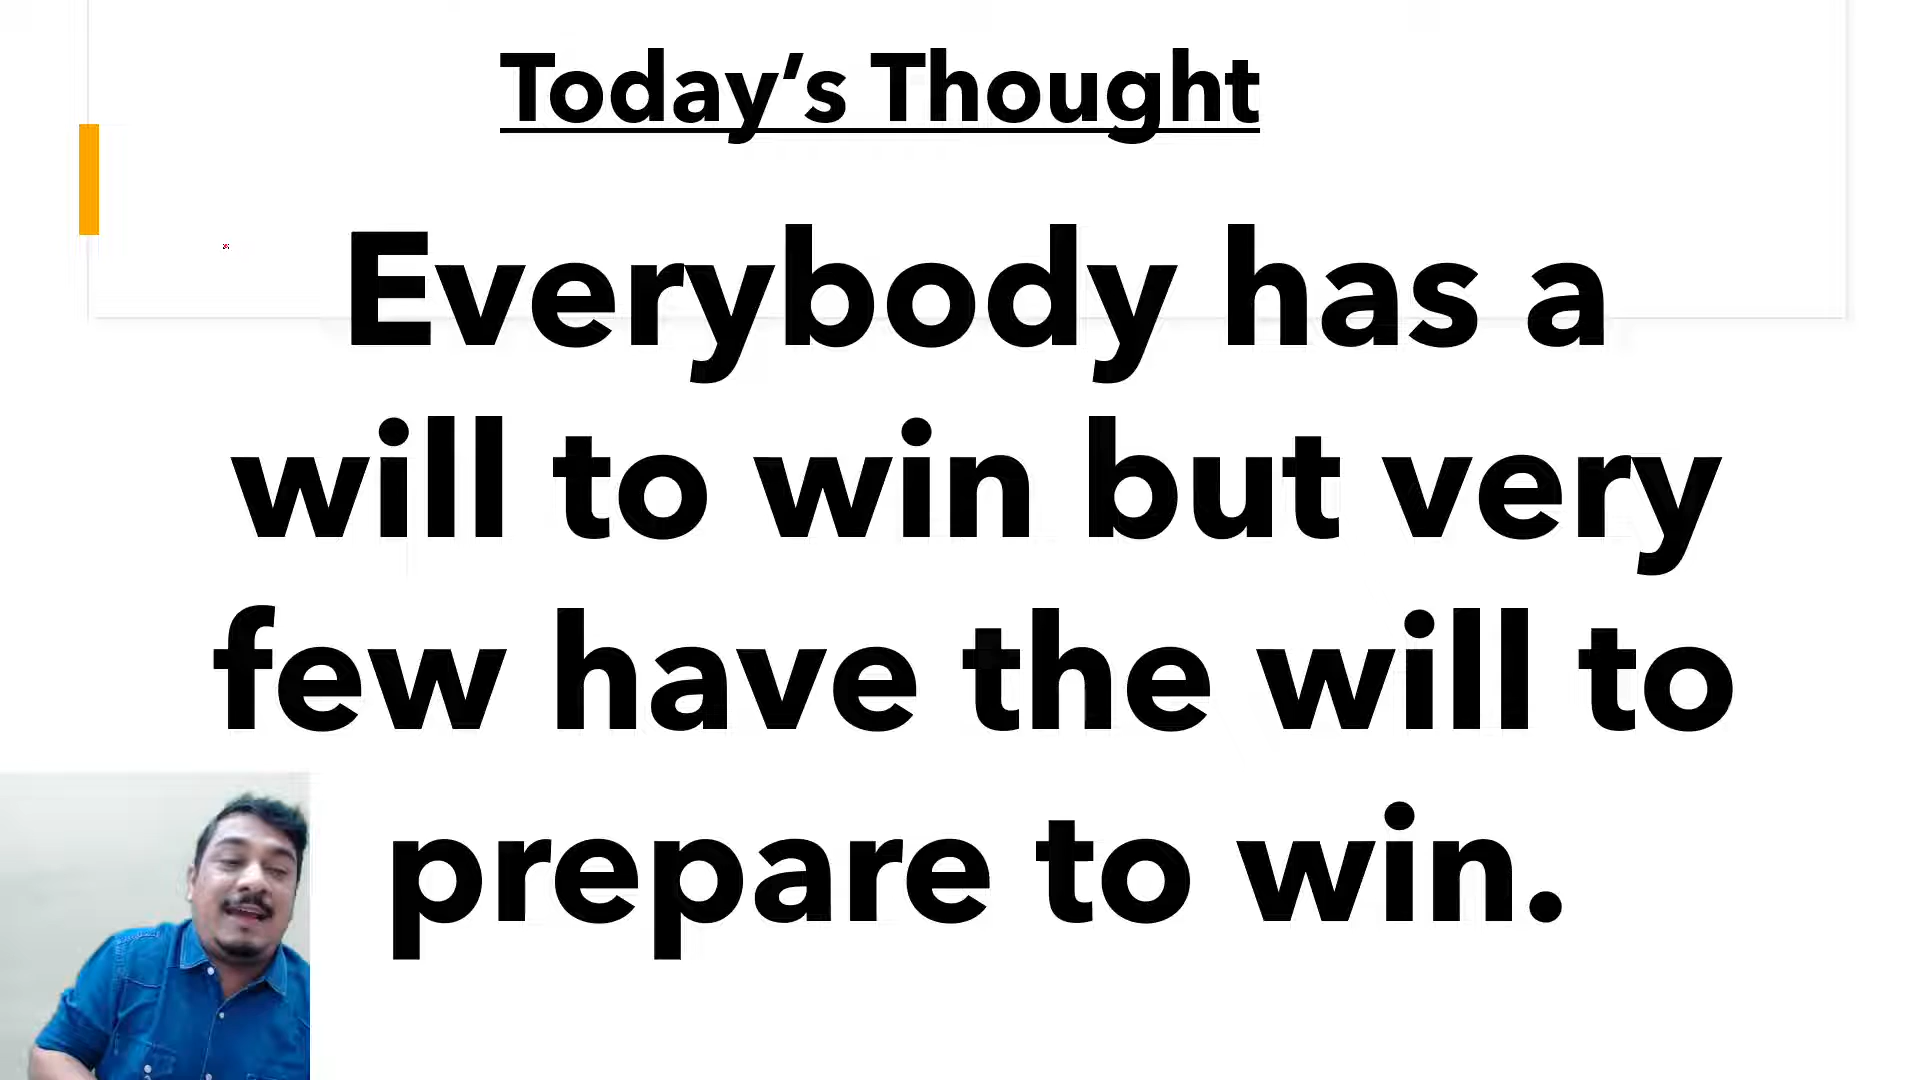 Today’s Thought
Everybody has a
will to win but very
few have the will to
prepare to win.